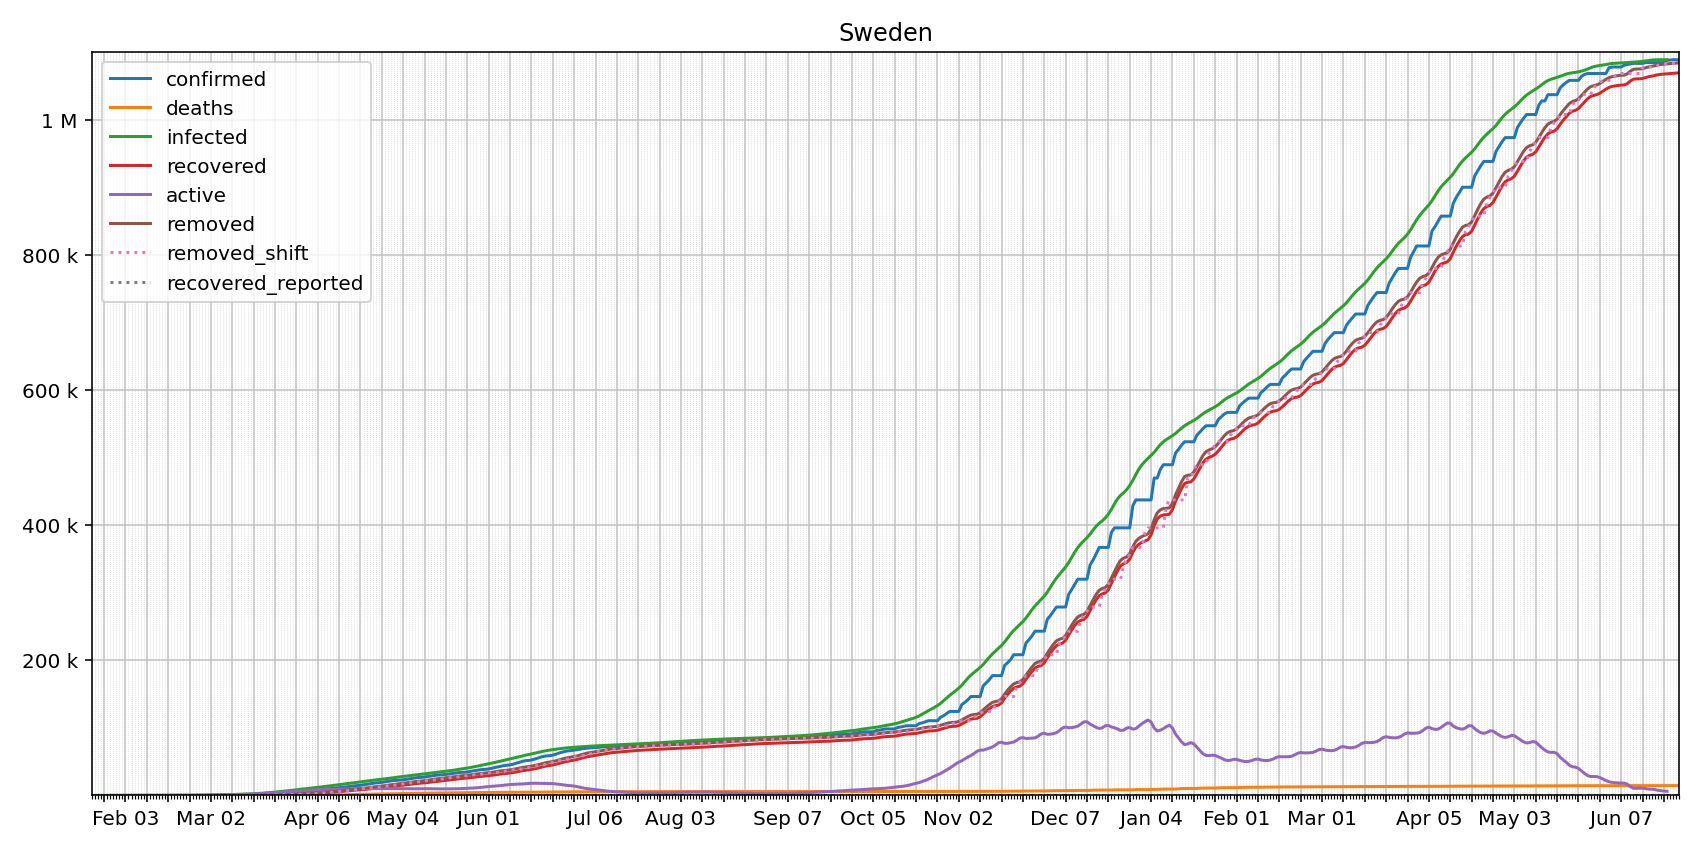 Sweden
confirmed
deaths
infected
recovered
active
removed
removed_shift
recovered_reported
1 M
800 k
600 k
400 k
200 k
Feb 03 Mar 02 Apr 06 May 04 Jun 01 Jul 06 Aug 03 Sep 07 Oct 05 Nov 02 Dec 07 Jan 04 Feb 01 Mar 01 Apr 05 May 03 Jun 07